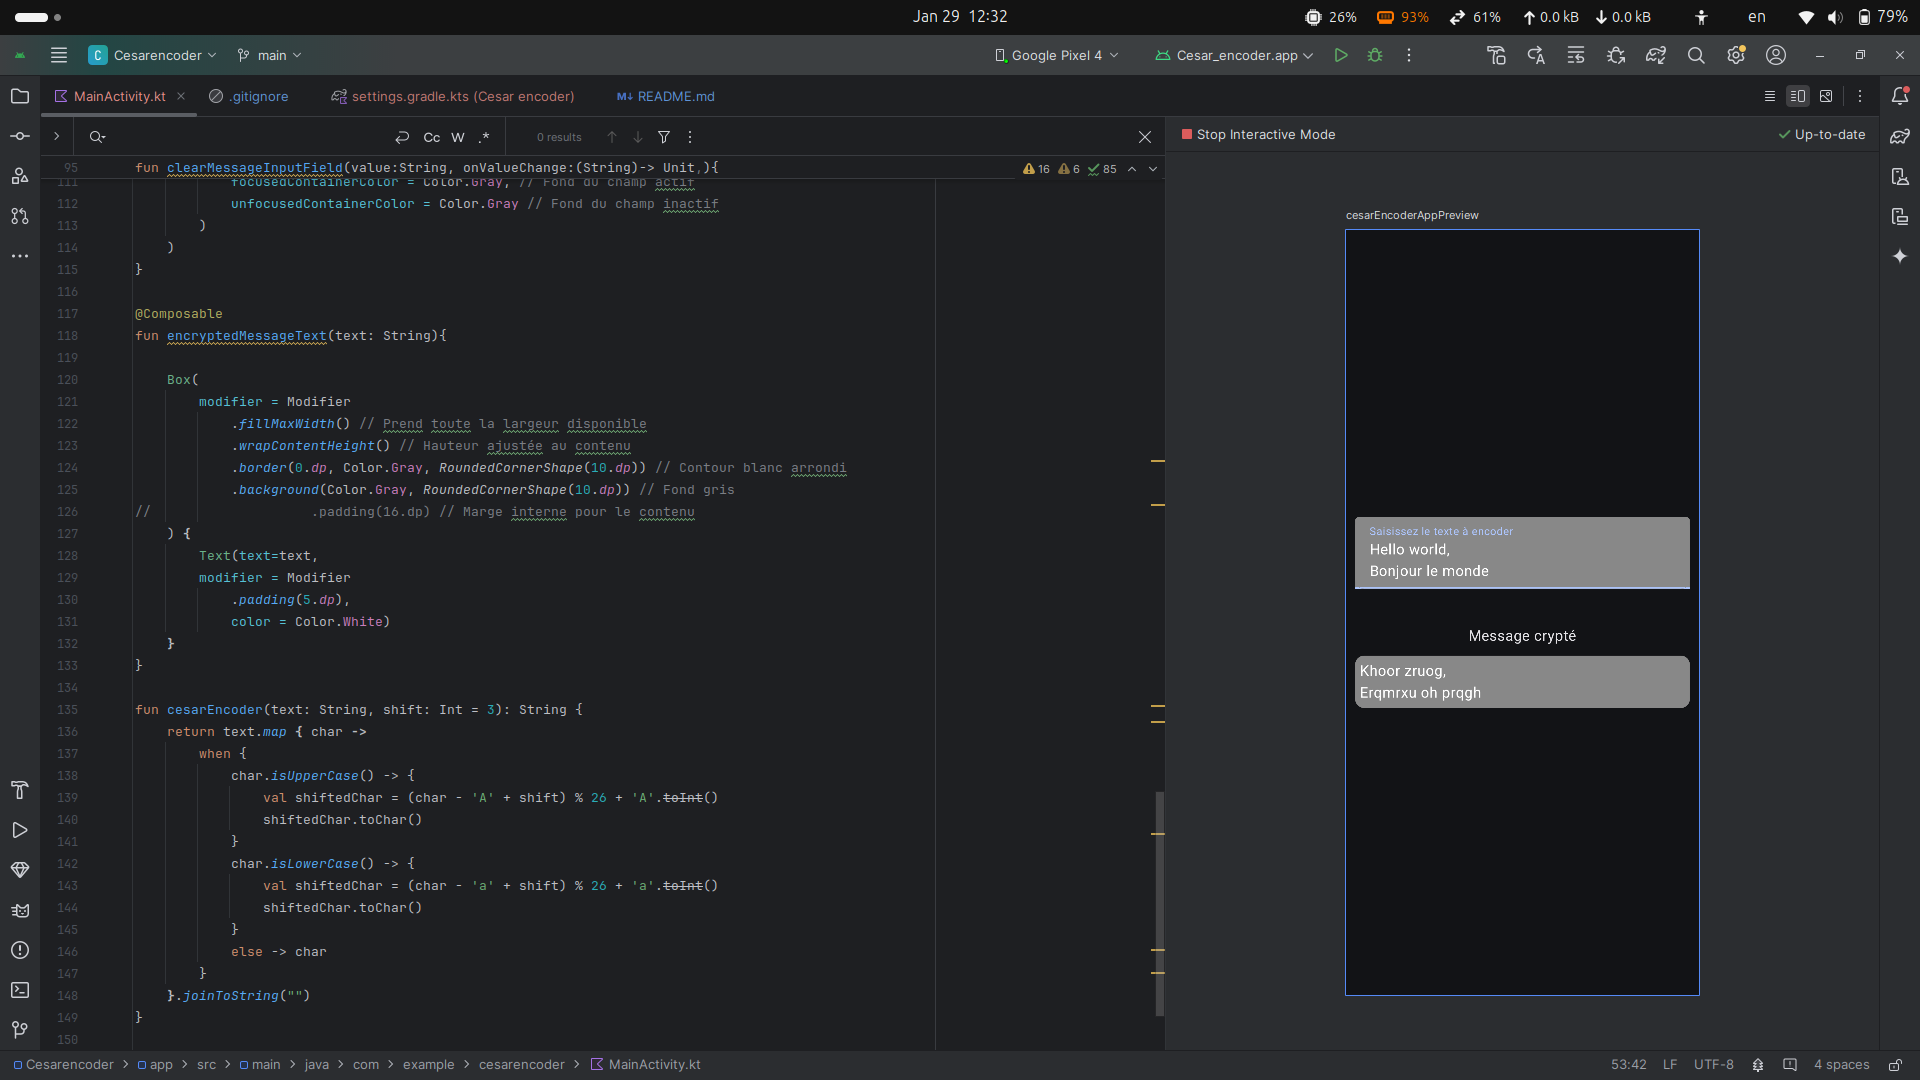 Jan 29 12:32
26%
93%
61%
0.0 kB
0.0 kB
en
79%
C Cesarencoder
main
Google Pixel 4
Cesar_encoder.app
MainActivity.kt
.gitignore
settings.gradle.kts (Cesar encoder)
README.md
Cc W .*
0 results
Stop Interactive Mode
Up-to-date
95 fun clearMessageInputField(value:String, onValueChange:(String)-> Unit,){
16 6 85
111 focusedContainerColor = Color.Gray, // Fond du champ actif
112 unfocusedContainerColor = Color.Gray // Fond du champ inactif
113 )
114 )
115 }
116
117 @Composable
118 fun encryptedMessageText(text: String){
119
120 Box(
121 modifier = Modifier
122 .fillMaxWidth() // Prend toute la largeur disponible
123 .wrapContentHeight() // Hauteur ajustée au contenu
124 .border(0.dp, Color.Gray, RoundedCornerShape(10.dp)) // Contour blanc arrondi
125 .background(Color.Gray, RoundedCornerShape(10.dp)) // Fond gris
126 // .padding(16.dp) // Marge interne pour le contenu
127 ) {
128 Text(text=text,
129 modifier = Modifier
130 .padding(5.dp),
131 color = Color.White)
132 }
133 }
134
135 fun cesarEncoder(text: String, shift: Int = 3): String {
136 return text.map { char ->
137 when {
138 char.isUpperCase() -> {
139 val shiftedChar = (char - 'A' + shift) % 26 + 'A'.toInt()
140 shiftedChar.toChar()
141 }
142 char.isLowerCase() -> {
143 val shiftedChar = (char - 'a' + shift) % 26 + 'a'.toInt()
144 shiftedChar.toChar()
145 }
146 else -> char
147 }
148 }.joinToString("")
149 }
150
cesarEncoderAppPreview
Saisissez le texte à encoder
Hello world,
Bonjour le monde
Message crypté
Khoor zruog,
Erqmrxu oh prqgh
Cesarencoder > app > src > main > java > com > example > cesarencoder > MainActivity.kt
53:42 LF UTF-8 4 spaces